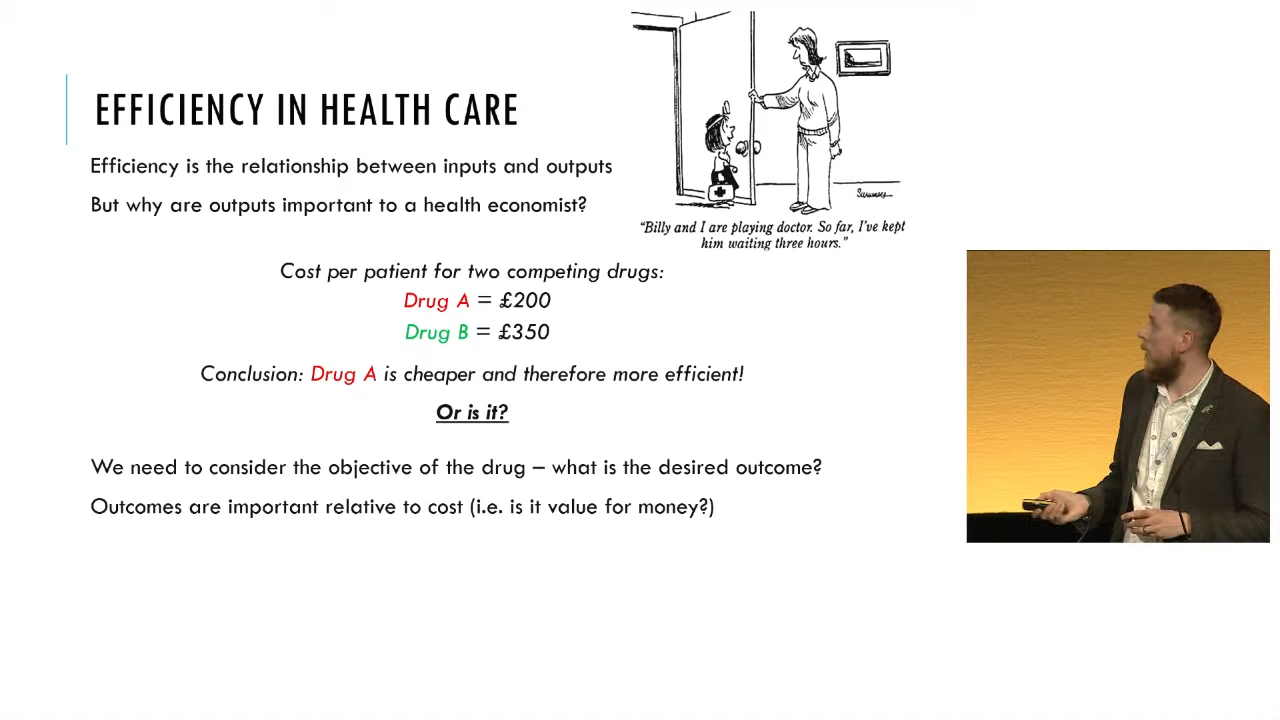 EFFICIENCY IN HEALTH CARE
Efficiency is the relationship between inputs and outputs
But why are outputs important to a health economist?
"Billy and I are playing doctor. So far, I've kept
him waiting three hours."
Cost per patient for two competing drugs:
Drug A = £200
Drug B = £350
Conclusion: Drug A is cheaper and therefore more efficient!
Or is it?
We need to consider the objective of the drug – what is the desired outcome?
Outcomes are important relative to cost (i.e. is it value for money?)